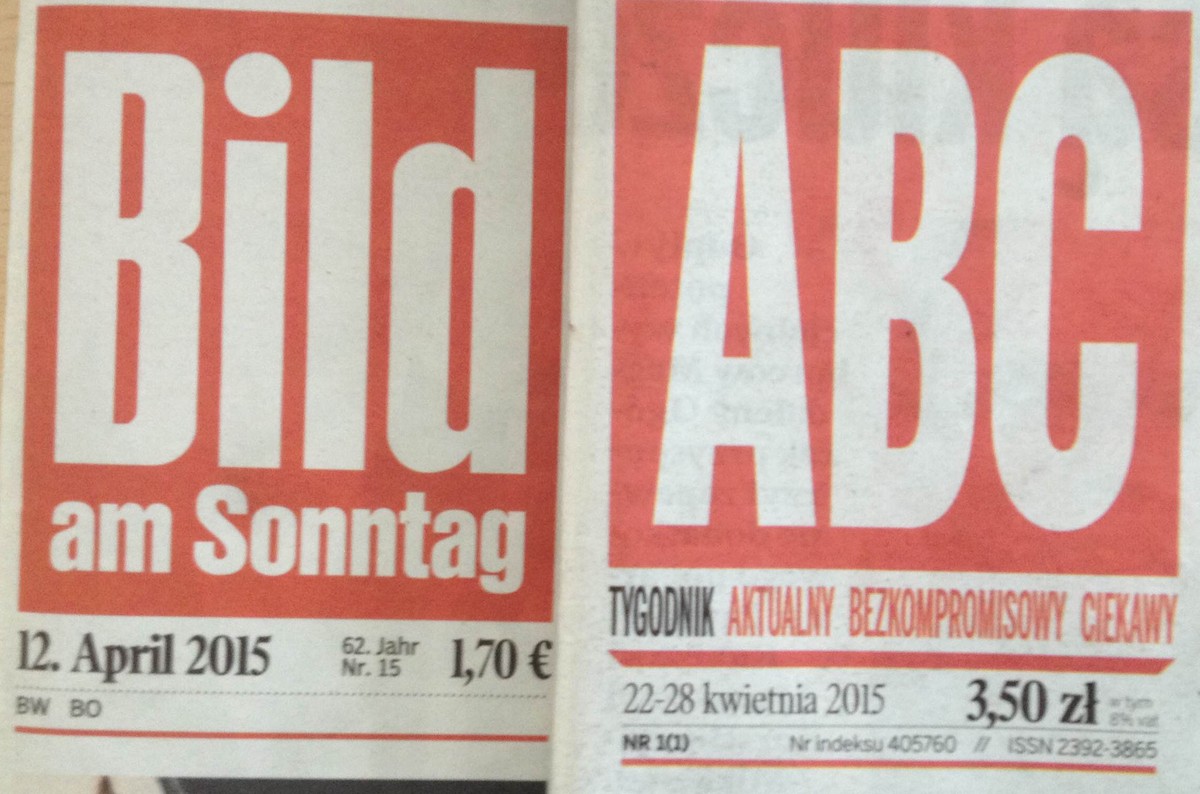 Bild
am Sonntag
12. April 2015
62. Jahr
Nr. 15
1,70 €
BW BO
ABC
TYGODNIK AKTUALNY BEZKOMPROMISOWY CIEKAWY
22-28 kwietnia 2015
3,50 zł
w tym
8% vat
NR 1(1)
Nr indeksu 405760 // ISSN 2392-3865